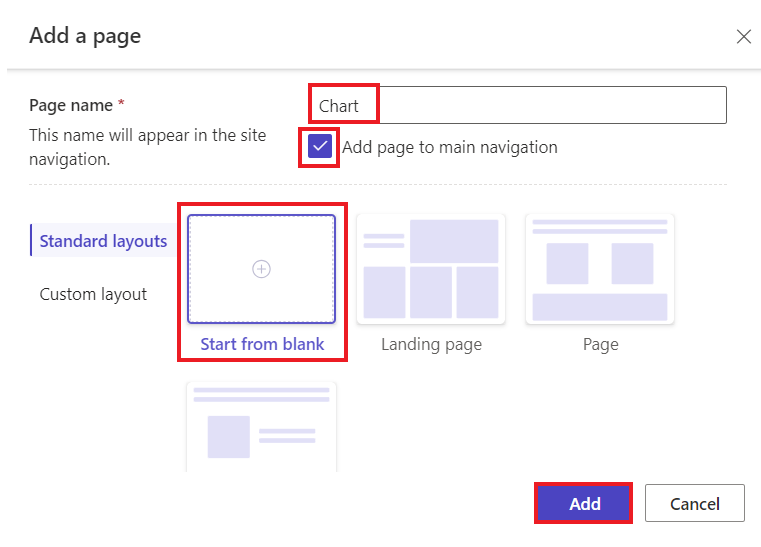 Add a page
Page name *
Chart
This name will appear in the site
navigation.
Add page to main navigation
Standard layouts
Custom layout
Start from blank
Landing page
Page
Add
Cancel